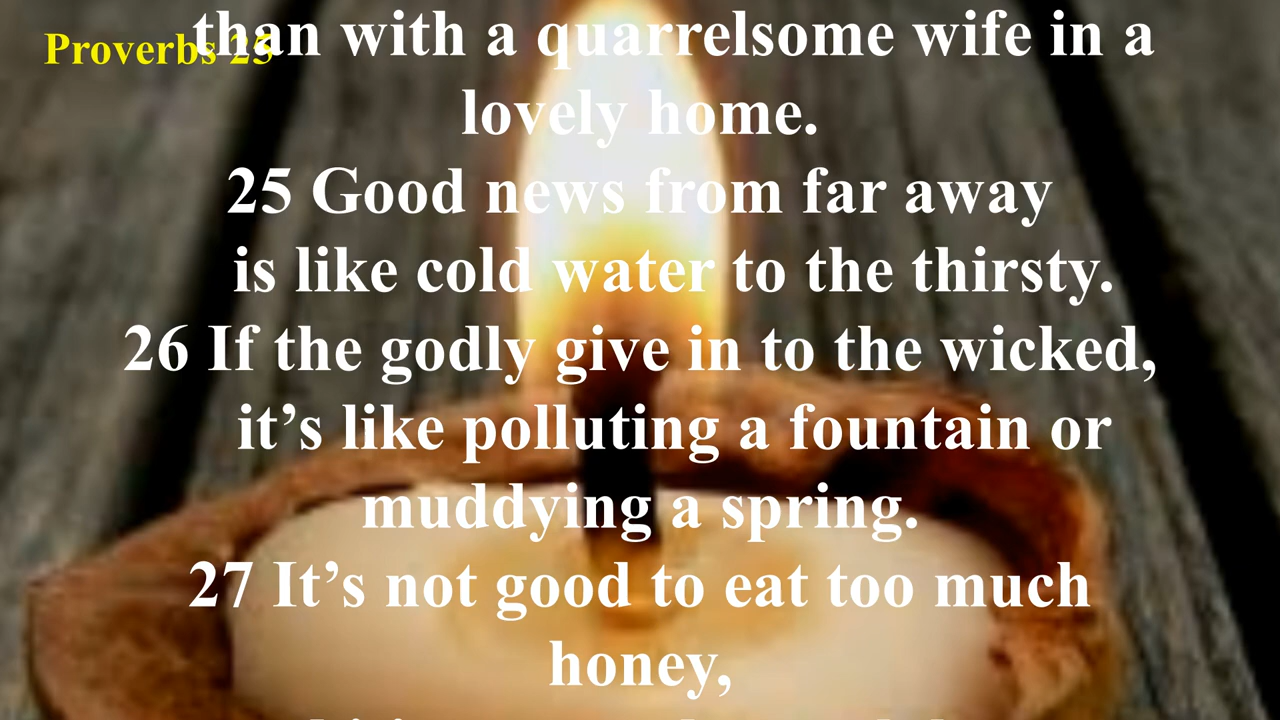 Proverbs 25
than with a quarrelsome wife in a
lovely home.
25 Good news from far away
is like cold water to the thirsty.
26 If the godly give in to the wicked,
it’s like polluting a fountain or
muddying a spring.
27 It’s not good to eat too much
honey,